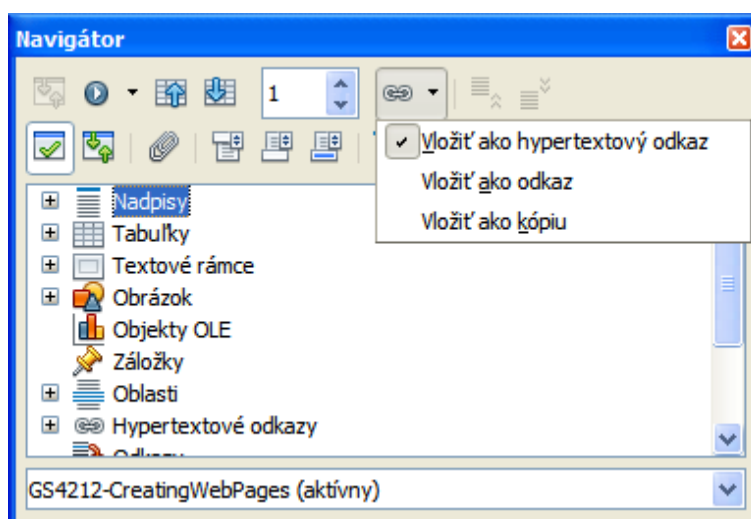 Navigátor
1
Vložiť ako hypertextový odkaz
Vložiť ako odkaz
Vložiť ako kópiu
Nadpisy
Tabuľky
Textové rámce
Obrázok
Objekty OLE
Záložky
Oblasti
Hypertextové odkazy
GS4212-CreatingWebPages (aktívny)